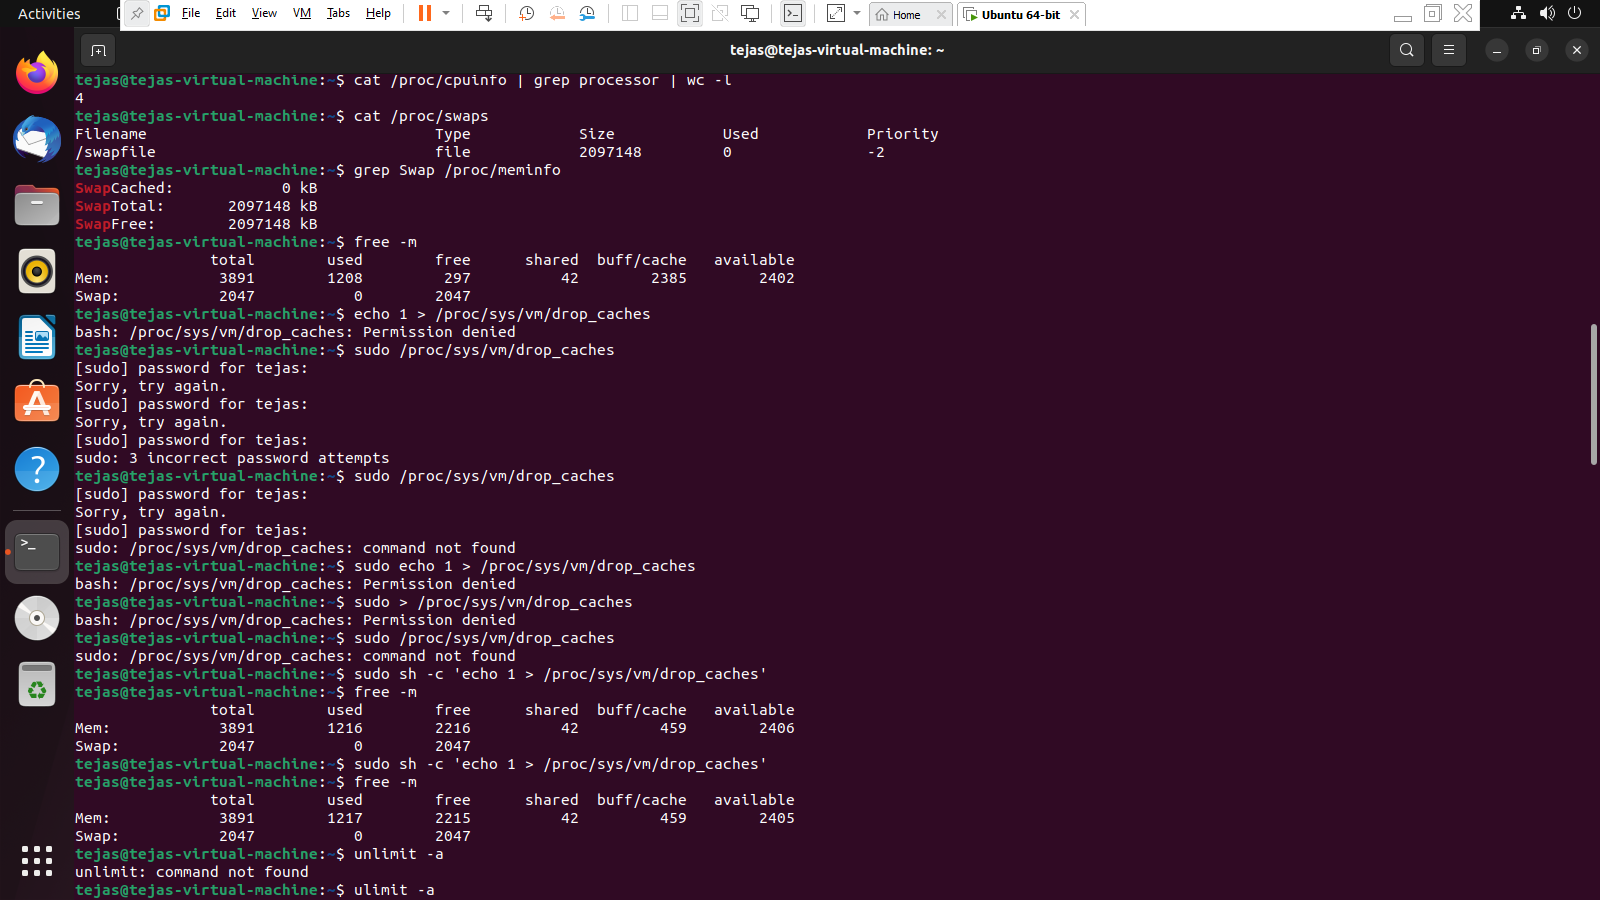 Activities
File Edit View VM Tabs Help
Home
Ubuntu 64-bit
tejas@tejas-virtual-machine: ~
tejas@tejas-virtual-machine:~$ cat /proc/cpuinfo | grep processor | wc -l
4
tejas@tejas-virtual-machine:~$ cat /proc/swaps
Filename Type Size Used Priority
/swapfile file 2097148 0 -2
tejas@tejas-virtual-machine:~$ grep Swap /proc/meminfo
SwapCached: 0 kB
SwapTotal: 2097148 kB
SwapFree: 2097148 kB
tejas@tejas-virtual-machine:~$ free -m
total used free shared buff/cache available
Mem: 3891 1208 297 42 2385 2402
Swap: 2047 0 2047
tejas@tejas-virtual-machine:~$ echo 1 > /proc/sys/vm/drop_caches
bash: /proc/sys/vm/drop_caches: Permission denied
tejas@tejas-virtual-machine:~$ sudo /proc/sys/vm/drop_caches
[sudo] password for tejas:
Sorry, try again.
[sudo] password for tejas:
Sorry, try again.
[sudo] password for tejas:
sudo: 3 incorrect password attempts
tejas@tejas-virtual-machine:~$ sudo /proc/sys/vm/drop_caches
[sudo] password for tejas:
Sorry, try again.
[sudo] password for tejas:
sudo: /proc/sys/vm/drop_caches: command not found
tejas@tejas-virtual-machine:~$ sudo echo 1 > /proc/sys/vm/drop_caches
bash: /proc/sys/vm/drop_caches: Permission denied
tejas@tejas-virtual-machine:~$ sudo > /proc/sys/vm/drop_caches
bash: /proc/sys/vm/drop_caches: Permission denied
tejas@tejas-virtual-machine:~$ sudo /proc/sys/vm/drop_caches
sudo: /proc/sys/vm/drop_caches: command not found
tejas@tejas-virtual-machine:~$ sudo sh -c 'echo 1 > /proc/sys/vm/drop_caches'
tejas@tejas-virtual-machine:~$ free -m
total used free shared buff/cache available
Mem: 3891 1216 2216 42 459 2406
Swap: 2047 0 2047
tejas@tejas-virtual-machine:~$ sudo sh -c 'echo 1 > /proc/sys/vm/drop_caches'
tejas@tejas-virtual-machine:~$ free -m
total used free shared buff/cache available
Mem: 3891 1217 2215 42 459 2405
Swap: 2047 0 2047
tejas@tejas-virtual-machine:~$ unlimit -a
unlimit: command not found
tejas@tejas-virtual-machine:~$ ulimit -a